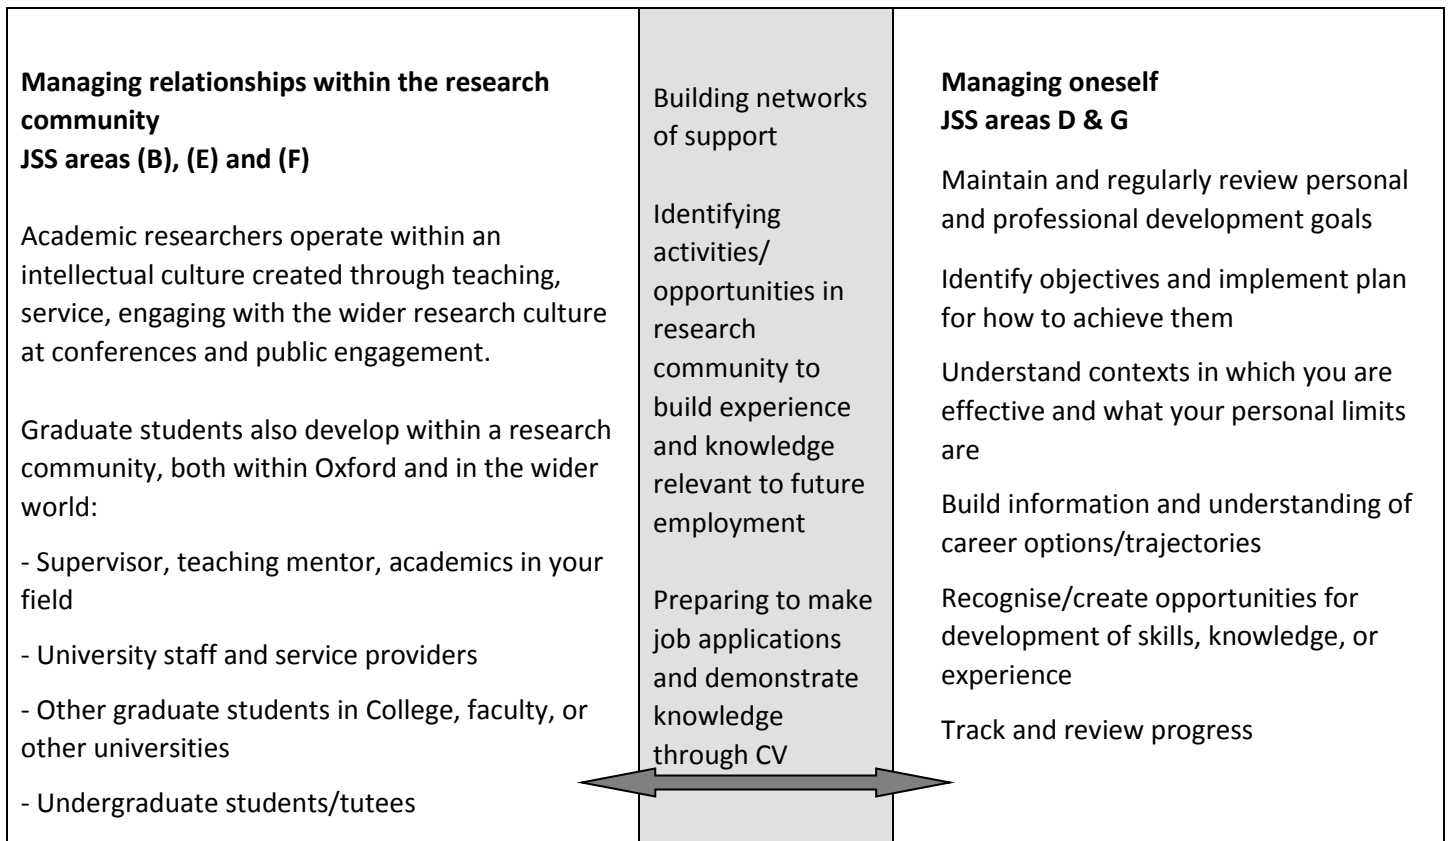 Managing relationships within the research
community
JSS areas (B), (E) and (F)
Academic researchers operate within an
intellectual culture created through teaching,
service, engaging with the wider research culture
at conferences and public engagement.
Graduate students also develop within a research
community, both within Oxford and in the wider
world:
- Supervisor, teaching mentor, academics in your
field
- University staff and service providers
- Other graduate students in College, faculty, or
other universities
- Undergraduate students/tutees
Building networks
of support
Identifying
activities/
opportunities in
research
community to
build experience
and knowledge
relevant to future
employment
Preparing to make
job applications
and demonstrate
knowledge
through CV
Managing oneself
JSS areas D & G
Maintain and regularly review personal
and professional development goals
Identify objectives and implement plan
for how to achieve them
Understand contexts in which you are
effective and what your personal limits
are
Build information and understanding of
career options/trajectories
Recognise/create opportunities for
development of skills, knowledge, or
experience
Track and review progress